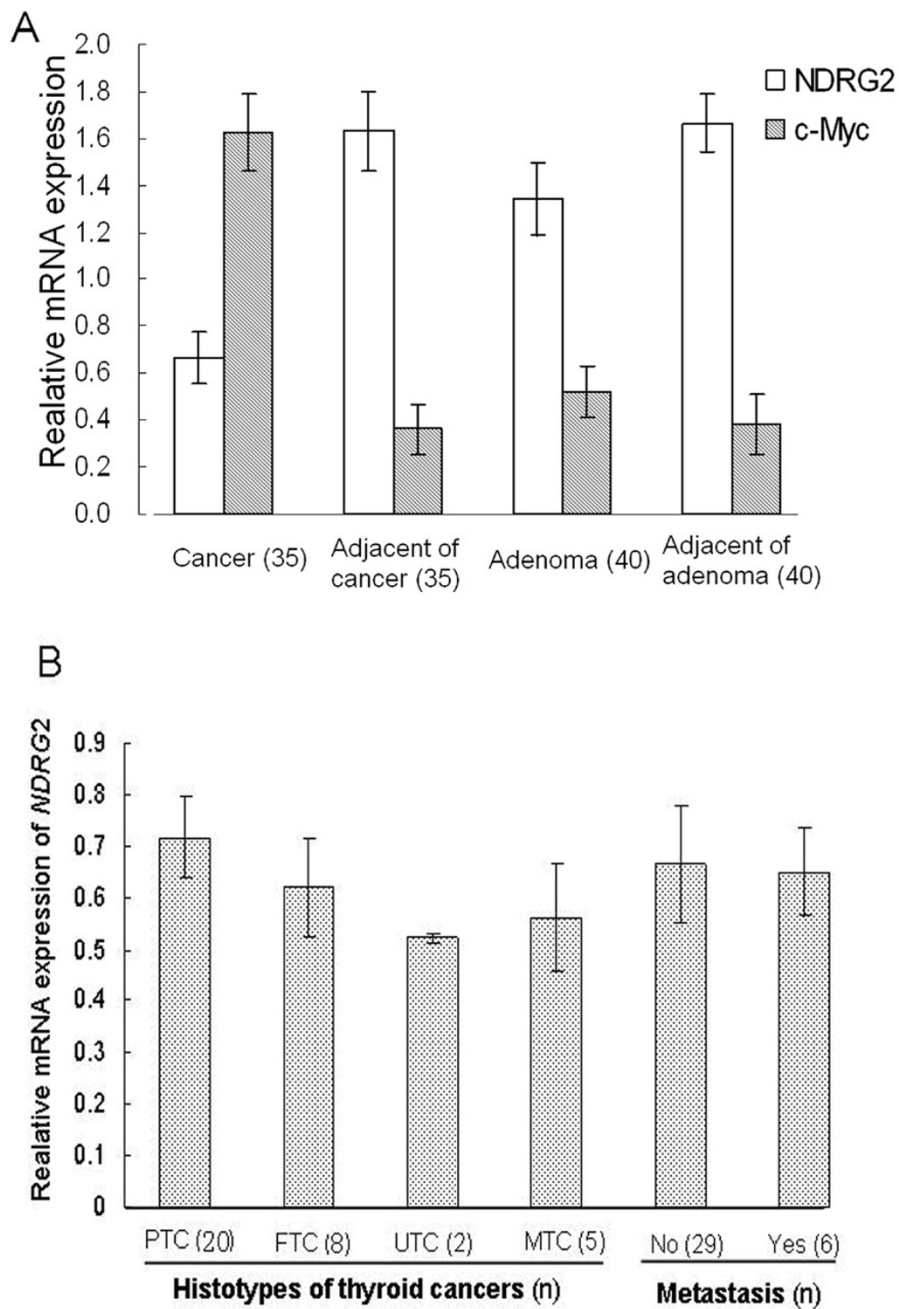 A
Realative mRNA expression
2.0
1.8
1.6
1.4
1.2
1.0
0.8
0.6
0.4
0.2
0.0
NDRG2
c-Myc
Cancer (35)
Adjacent of
cancer (35)
Adenoma (40)
Adjacent of
adenoma (40)
B
Realative mRNA expression of NDRG2
0.9
0.8
0.7
0.6
0.5
0.4
0.3
0.2
0.1
0
PTC (20)
FTC (8)
UTC (2)
MTC (5)
No (29)
Yes (6)
Histotypes of thyroid cancers (n)
Metastasis (n)